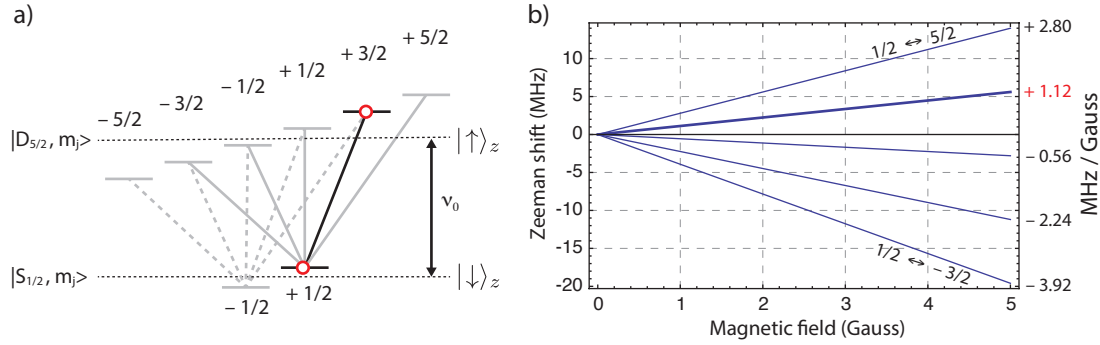 a)
− 5/2
− 3/2
− 1/2
+ 1/2
+ 3/2
+ 5/2
|D5/2, mj>
|↑⟩z
ν0
|S1/2, mj>
|↓⟩z
− 1/2
+ 1/2
b)
Zeeman shift (MHz)
10
5
0
-5
-10
-15
-20
0
1
2
3
4
5
Magnetic field (Gauss)
1/2 ↔ 5/2
1/2 ↔ − 3/2
+ 2.80
+ 1.12
− 0.56
− 2.24
− 3.92
MHz / Gauss